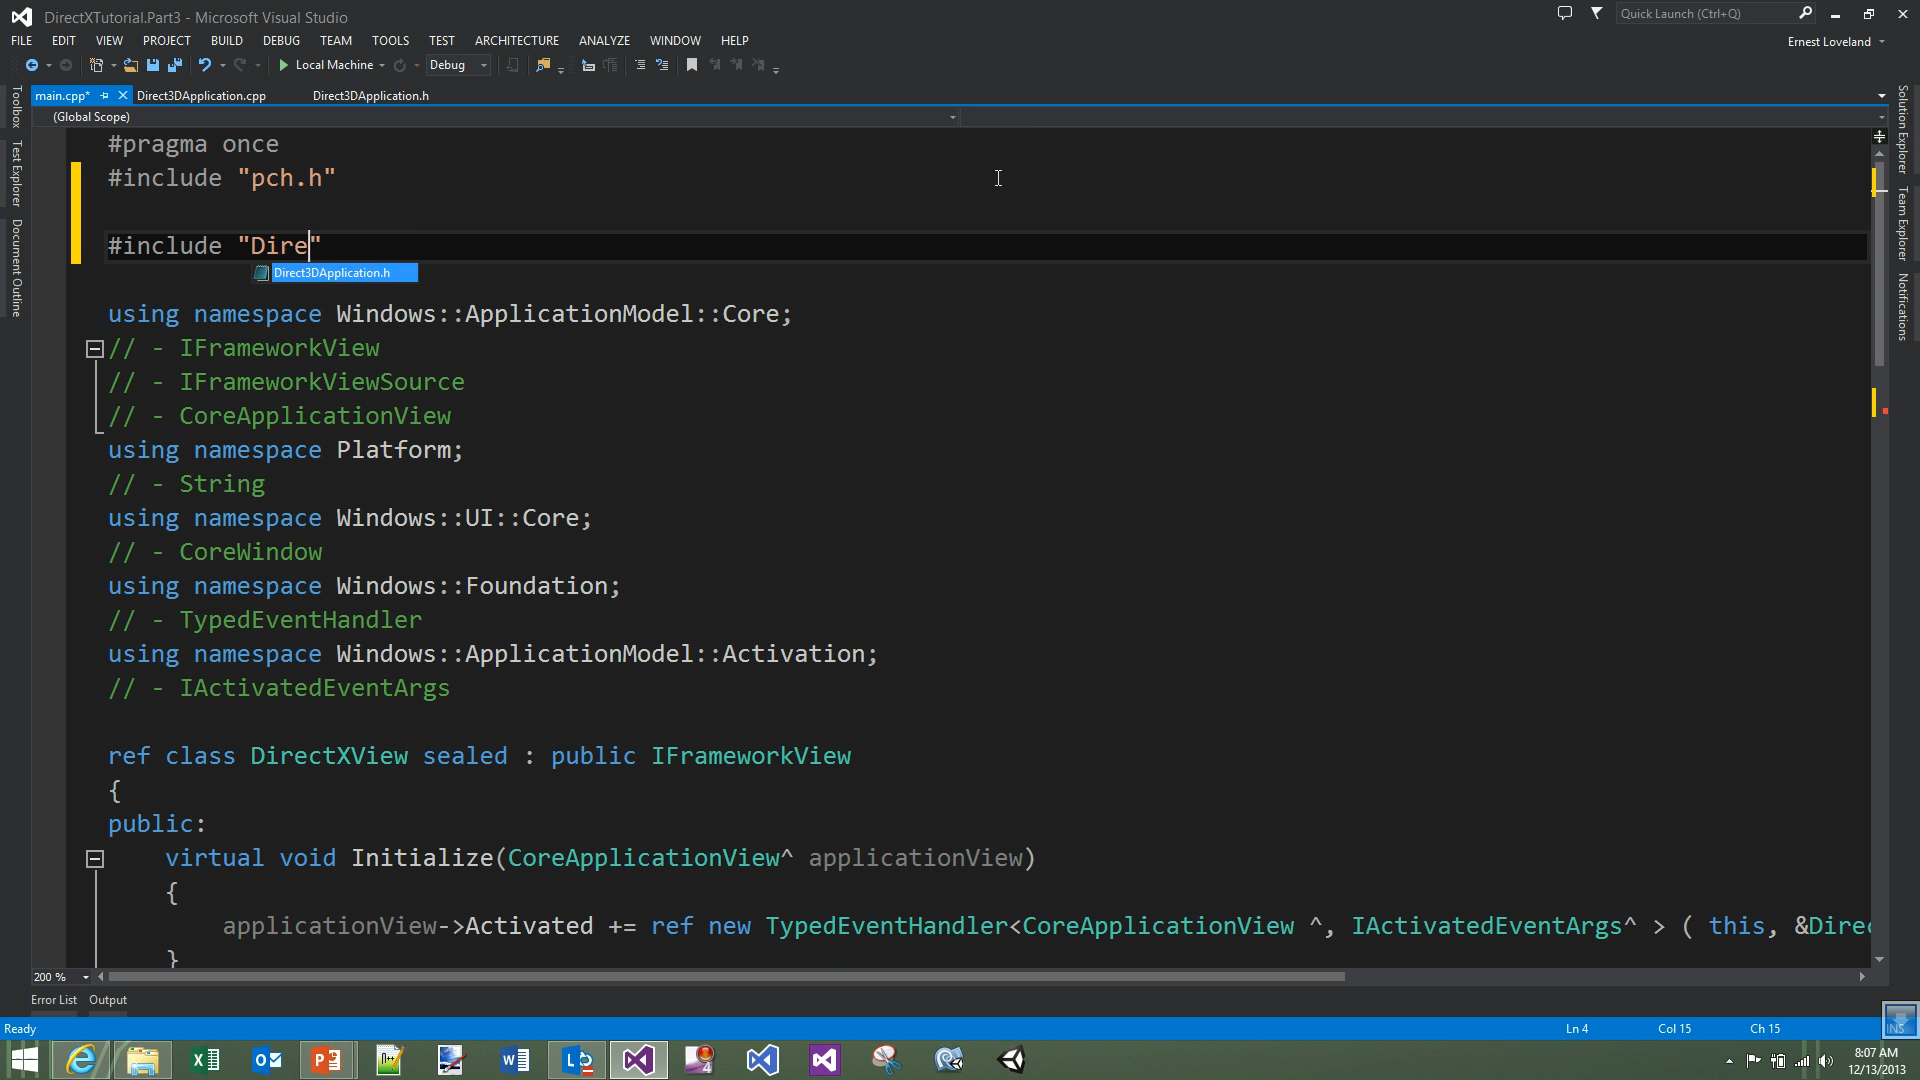 DirectXTutorial.Part3 - Microsoft Visual Studio
Quick Launch (Ctrl+Q)
FILE EDIT VIEW PROJECT BUILD DEBUG TEAM TOOLS TEST ARCHITECTURE ANALYZE WINDOW HELP
Ernest Loveland
Local Machine Debug
main.cpp* Direct3DApplication.cpp Direct3DApplication.h
(Global Scope)
Toolbox
Test Explorer
Document Outline
Solution Explorer
Team Explorer
Notifications
#pragma once
#include "pch.h"
#include "Dire"
Direct3DApplication.h
using namespace Windows::ApplicationModel::Core;
// - IFrameworkView
// - IFrameworkViewSource
// - CoreApplicationView
using namespace Platform;
// - String
using namespace Windows::UI::Core;
// - CoreWindow
using namespace Windows::Foundation;
// - TypedEventHandler
using namespace Windows::ApplicationModel::Activation;
// - IActivatedEventArgs
ref class DirectXView sealed : public IFrameworkView
{
public:
virtual void Initialize(CoreApplicationView^ applicationView)
{
applicationView->Activated += ref new TypedEventHandler<CoreApplicationView ^, IActivatedEventArgs^ > ( this, &Direc
}
200 %
Error List Output
Ready Ln 4 Col 15 Ch 15 INS
8:07 AM
12/13/2013